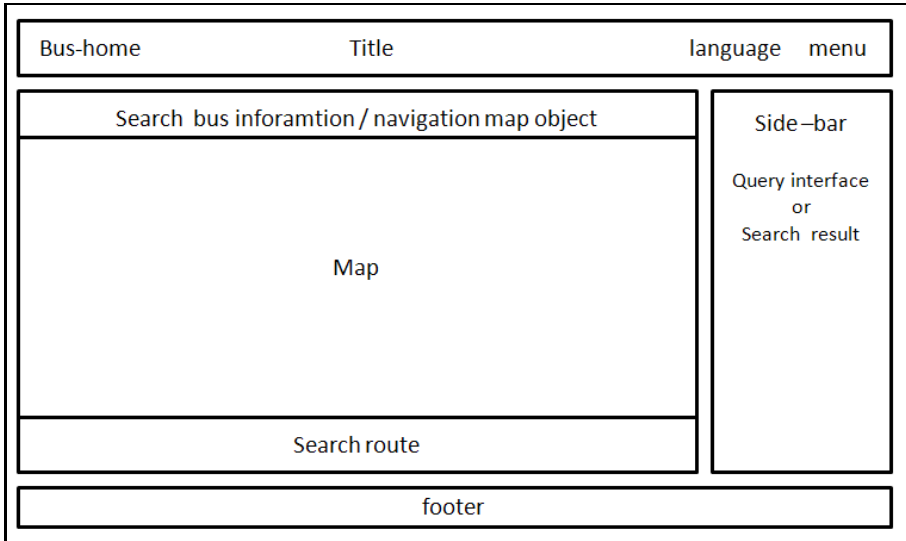 Bus-home Title language menu
Search bus inforamtion / navigation map object
Map
Search route
Side –bar
Query interface
or
Search result
footer